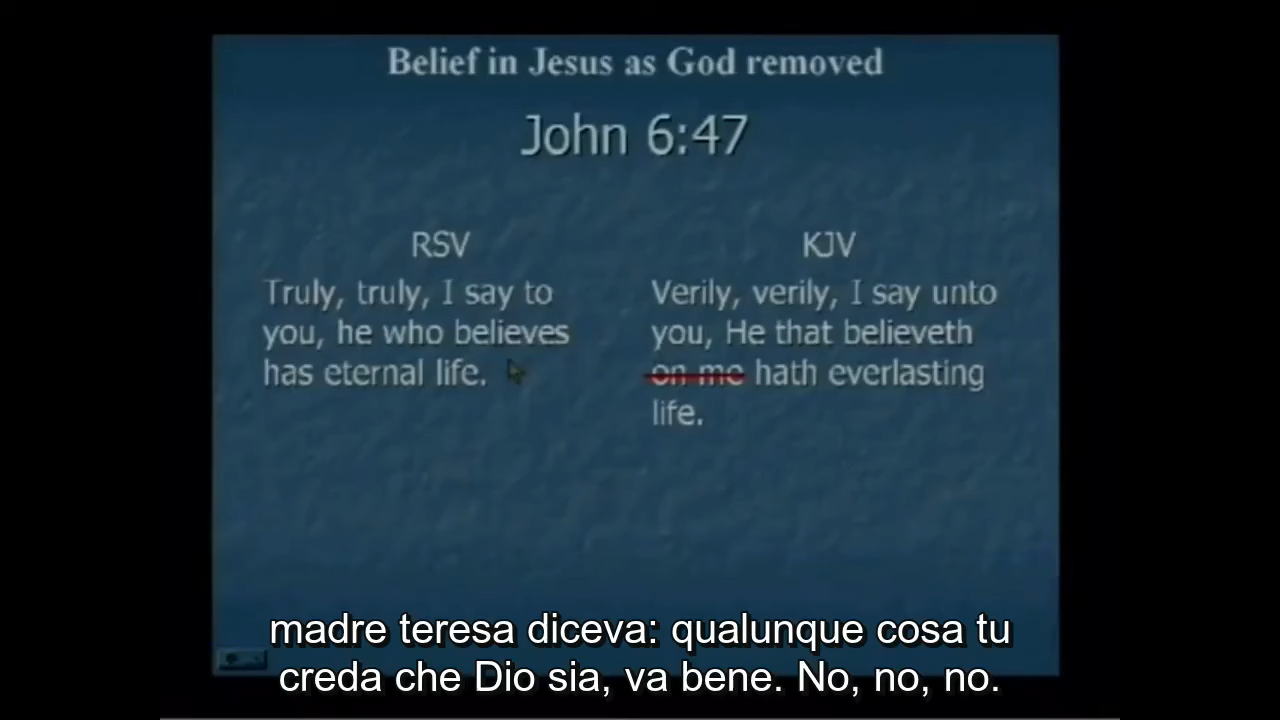 Belief in Jesus as God removed
John 6:47
RSV
Truly, truly, I say to
you, he who believes
has eternal life.
KJV
Verily, verily, I say unto
you, He that believeth
on me hath everlasting
life.
madre teresa diceva: qualunque cosa tu
creda che Dio sia, va bene. No, no, no.